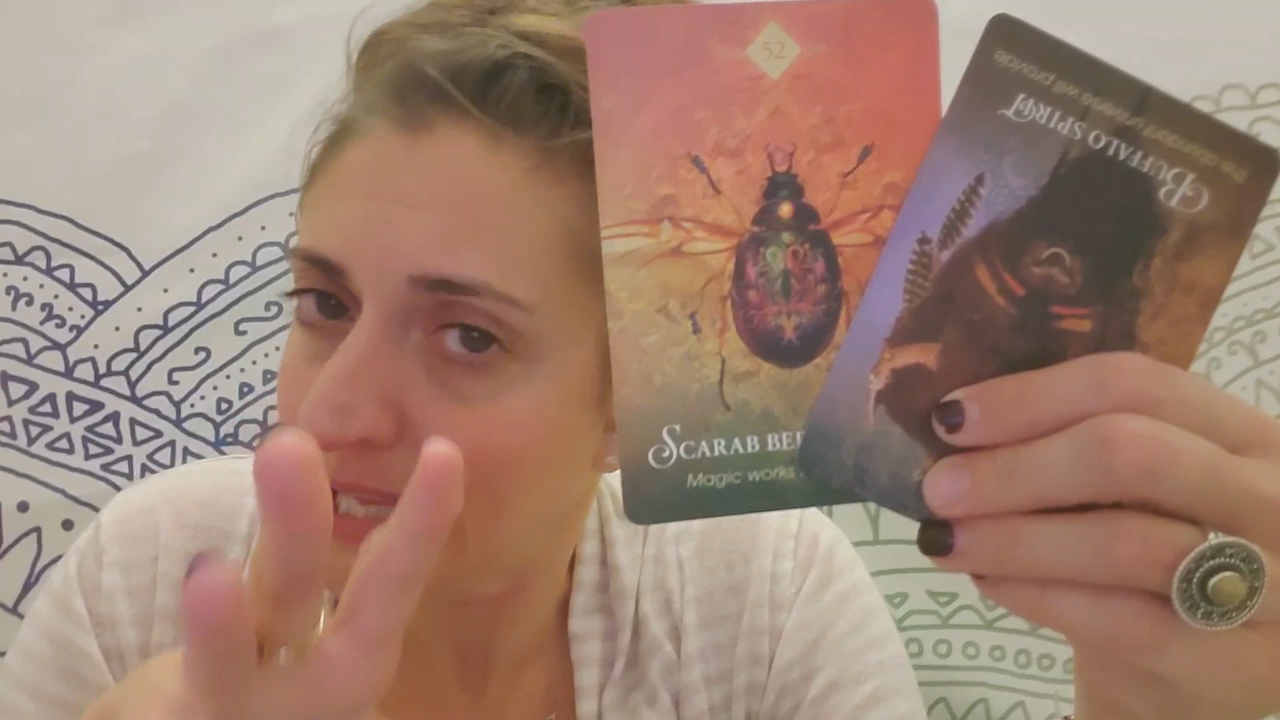 52
SCARAB BEE
Magic works
BUFFALO SPIRIT
the abundant universe will provide